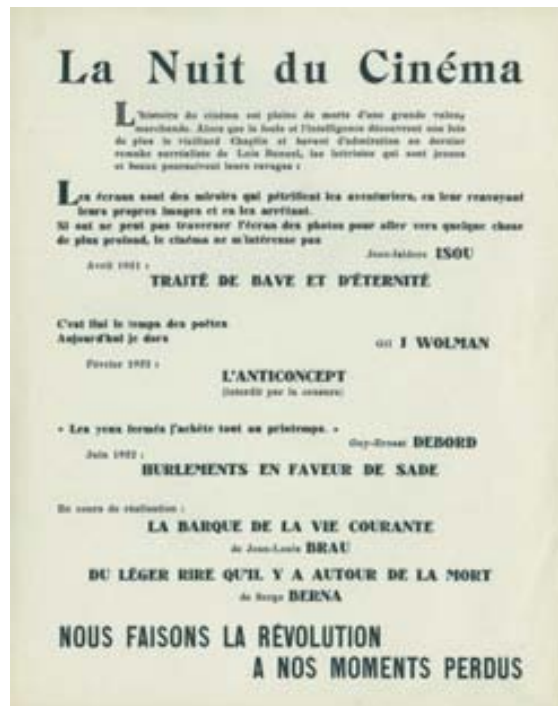 La Nuit du Cinéma
L'histoire du cinéma est pleine de morts d'une grande valeur
marchande. Alors que la foule et l'intelligence découvrent une fois
de plus le vieillard Chaplin et bavent d'admiration au dernier
remake surréaliste de Luis Bunuel, les lettristes qui sont jeunes
et beaux poursuivent leurs ravages :
Les écrans sont des miroirs qui pétrifient les aventuriers, en leur renvoyant
leurs propres images et en les arrêtant.
Si on ne peut pas traverser l'écran des photos pour aller vers quelque chose
de plus profond, le cinéma ne m'intéresse pas
Jean-Isidore ISOU
Avril 1951 :
TRAITÉ DE BAVE ET D'ÉTERNITÉ
C'est fini le temps des poètes
Aujourd'hui je dors
Gil J WOLMAN
Février 1952 :
L'ANTICONCEPT
(interdit par la censure)
« Les yeux fermés j'achète tout au printemps. »
Guy-Ernest DEBORD
Juin 1952 :
HURLEMENTS EN FAVEUR DE SADE
En cours de réalisation :
LA BARQUE DE LA VIE COURANTE
de Jean-Louis BRAU
DU LÉGER RIRE QU'IL Y A AUTOUR DE LA MORT
de Serge BERNA
NOUS FAISONS LA RÉVOLUTION
A NOS MOMENTS PERDUS